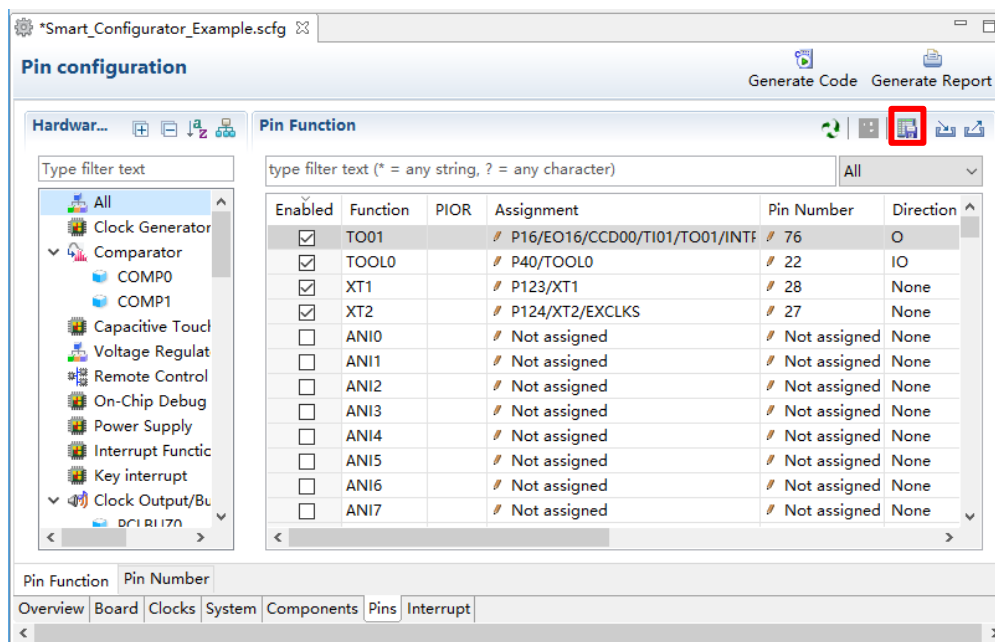 *Smart_Configurator_Example.scfg
Pin configuration
Generate Code Generate Report
Hardwar...
Pin Function
Type filter text
type filter text (* = any string, ? = any character)
All
All
Clock Generator
Comparator
COMP0
COMP1
Capacitive Touch
Voltage Regulat
Remote Control
On-Chip Debug
Power Supply
Interrupt Functic
Key interrupt
Clock Output/Bu
PCLBUZ0
Enabled Function PIOR Assignment Pin Number Direction
TO01 P16/EO16/CCD00/TI01/TO01/INTF 76 O
TOOL0 P40/TOOL0 22 IO
XT1 P123/XT1 28 None
XT2 P124/XT2/EXCLKS 27 None
ANI0 Not assigned Not assigned None
ANI1 Not assigned Not assigned None
ANI2 Not assigned Not assigned None
ANI3 Not assigned Not assigned None
ANI4 Not assigned Not assigned None
ANI5 Not assigned Not assigned None
ANI6 Not assigned Not assigned None
ANI7 Not assigned Not assigned None
Pin Function Pin Number
Overview Board Clocks System Components Pins Interrupt